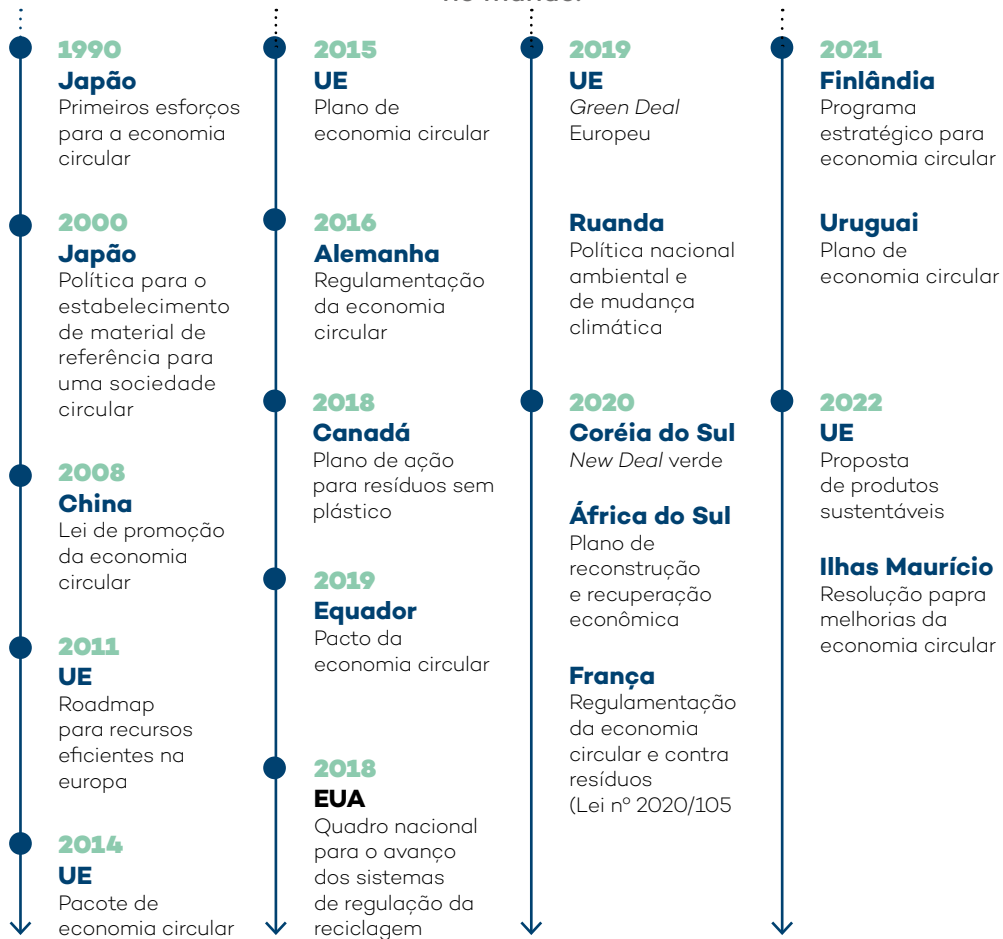 no mundo.
1990
Japão
Primeiros esforços
para a economia
circular
2000
Japão
Política para o
estabelecimento
de material de
referência para
uma sociedade
circular
2008
China
Lei de promoção
da economia
circular
2011
UE
Roadmap
para recursos
eficientes na
europa
2014
UE
Pacote de
economia circular
2015
UE
Plano de
economia circular
2016
Alemanha
Regulamentação
da economia
circular
2018
Canadá
Plano de ação
para resíduos sem
plástico
2019
Equador
Pacto da
economia circular
2018
EUA
Quadro nacional
para o avanço
dos sistemas
de regulação da
reciclagem
2019
UE
Green Deal
Europeu
Ruanda
Política nacional
ambiental e
de mudança
climática
2020
Coréia do Sul
New Deal verde
África do Sul
Plano de
reconstrução
e recuperação
econômica
França
Regulamentação
da economia
circular e contra
resíduos
(Lei nº 2020/105
2021
Finlândia
Programa
estratégico para
economia circular
Uruguai
Plano de
economia circular
2022
UE
Proposta
de produtos
sustentáveis
Ilhas Maurício
Resolução papra
melhorias da
economia circular